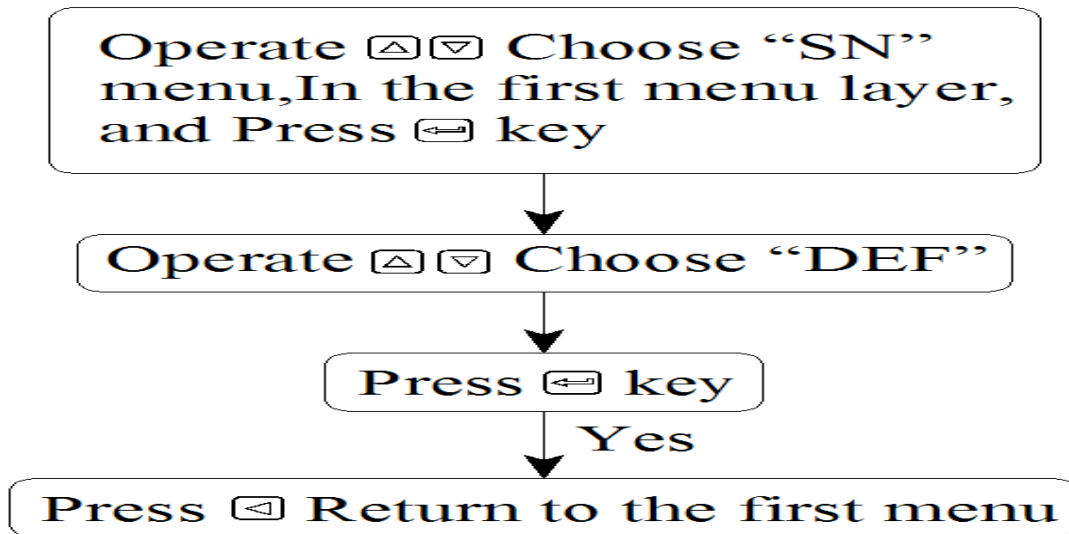 Operate △ ▽ Choose “SN”
menu,In the first menu layer,
and Press ↵ key
Operate △ ▽ Choose “DEF”
Press ↵ key
Yes
Press ◁ Return to the first menu